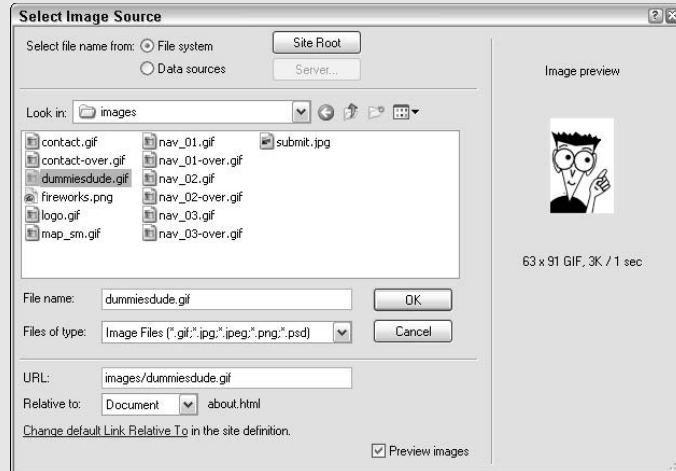 Select Image Source
Select file name from: File system Site Root
Data sources Server...
Image preview
Look in: images
contact.gif nav_01.gif submit.jpg
contact-over.gif nav_01-over.gif
dummiesdude.gif nav_02.gif
fireworks.png nav_02-over.gif
logo.gif nav_03.gif
map_sm.gif nav_03-over.gif
63 x 91 GIF, 3K / 1 sec
File name: dummiesdude.gif OK
Files of type: Image Files (*.gif;*.jpg;*.jpeg;*.png;*.psd) Cancel
URL: images/dummiesdude.gif
Relative to: Document about.html
Change default Link Relative To in the site definition.
Preview images